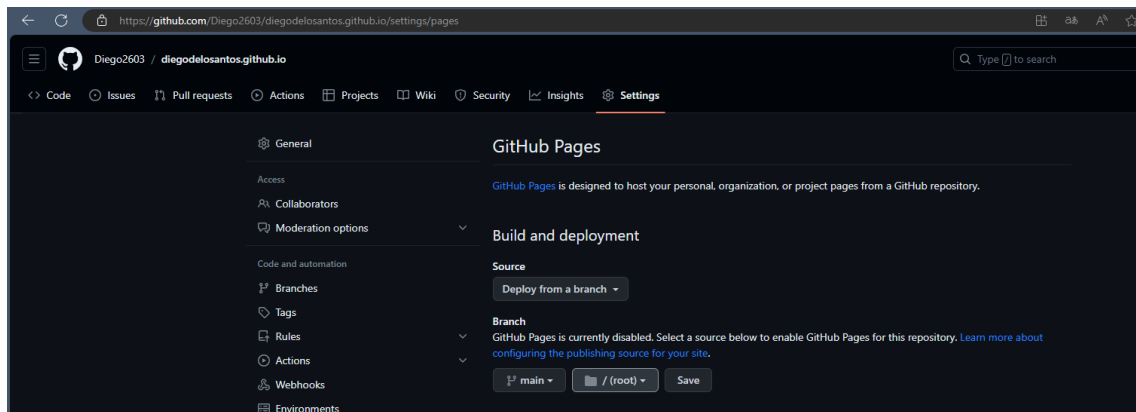 https://github.com/Diego2603/diegodelosantos.github.io/settings/pages
Diego2603 / diegodelosantos.github.io
Type / to search
Code Issues Pull requests Actions Projects Wiki Security Insights Settings
General
Access
Collaborators
Moderation options
Code and automation
Branches
Tags
Rules
Actions
Webhooks
Environments
GitHub Pages
GitHub Pages is designed to host your personal, organization, or project pages from a GitHub repository.
Build and deployment
Source
Deploy from a branch
Branch
GitHub Pages is currently disabled. Select a source below to enable GitHub Pages for this repository. Learn more about
configuring the publishing source for your site.
main / (root) Save